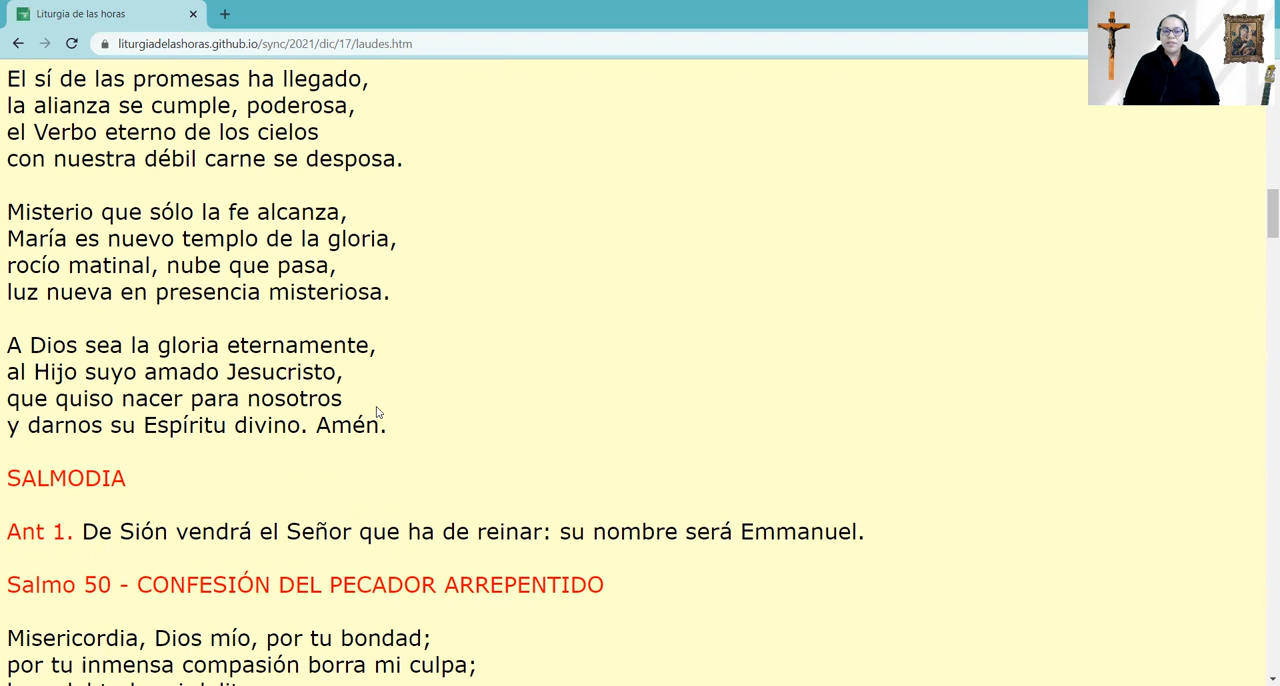 Liturgia de las horas
liturgiadelashoras.github.io/sync/2021/dic/17/laudes.htm
El sí de las promesas ha llegado,
la alianza se cumple, poderosa,
el Verbo eterno de los cielos
con nuestra débil carne se desposa.
Misterio que sólo la fe alcanza,
María es nuevo templo de la gloria,
rocío matinal, nube que pasa,
luz nueva en presencia misteriosa.
A Dios sea la gloria eternamente,
al Hijo suyo amado Jesucristo,
que quiso nacer para nosotros
y darnos su Espíritu divino. Amén.
SALMODIA
Ant 1. De Sión vendrá el Señor que ha de reinar: su nombre será Emmanuel.
Salmo 50 - CONFESIÓN DEL PECADOR ARREPENTIDO
Misericordia, Dios mío, por tu bondad;
por tu inmensa compasión borra mi culpa;